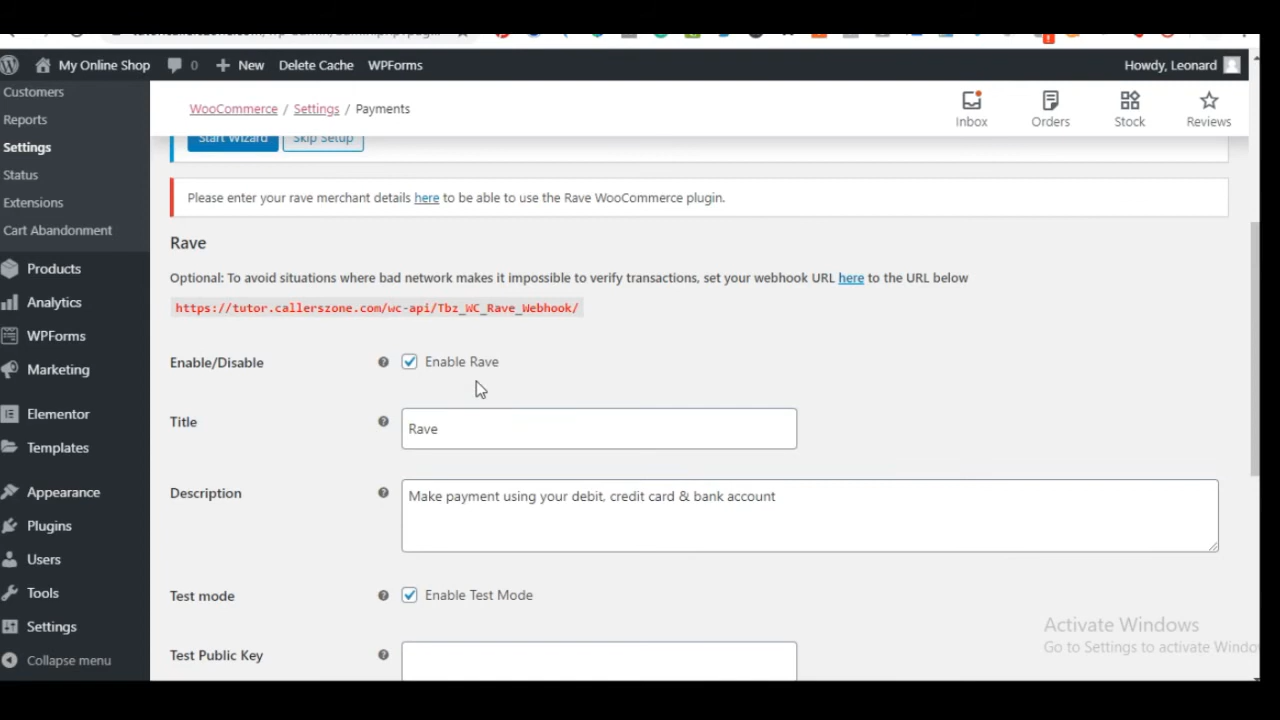 My Online Shop 0 New Delete Cache WPForms Howdy, Leonard
Customers
Reports
Settings
Status
Extensions
Cart Abandonment
Products
Analytics
WPForms
Marketing
Elementor
Templates
Appearance
Plugins
Users
Tools
Settings
Collapse menu
WooCommerce / Settings / Payments
Inbox
Orders
Stock
Reviews
Start Wizard Skip Setup
Please enter your rave merchant details here to be able to use the Rave WooCommerce plugin.
Rave
Optional: To avoid situations where bad network makes it impossible to verify transactions, set your webhook URL here to the URL below
https://tutor.callerszone.com/wc-api/Tbz_WC_Rave_Webhook/
Enable/Disable Enable Rave
Title Rave
Description Make payment using your debit, credit card & bank account
Test mode Enable Test Mode
Test Public Key
Activate Windows
Go to Settings to activate Windo